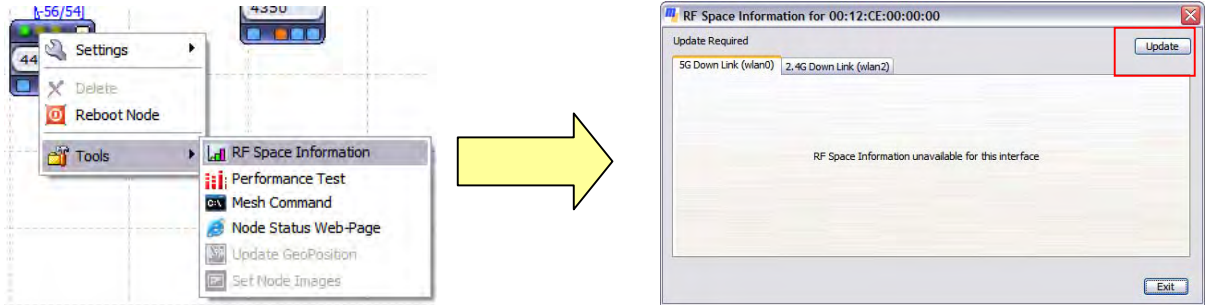 [-56/54]
4350
44
Settings
Delete
Reboot Node
Tools
RF Space Information
Performance Test
Mesh Command
Node Status Web-Page
Update GeoPosition
Set Node Images
RF Space Information for 00:12:CE:00:00:00
Update Required
Update
5G Down Link (wlan0) 2.4G Down Link (wlan2)
RF Space Information unavailable for this interface
Exit